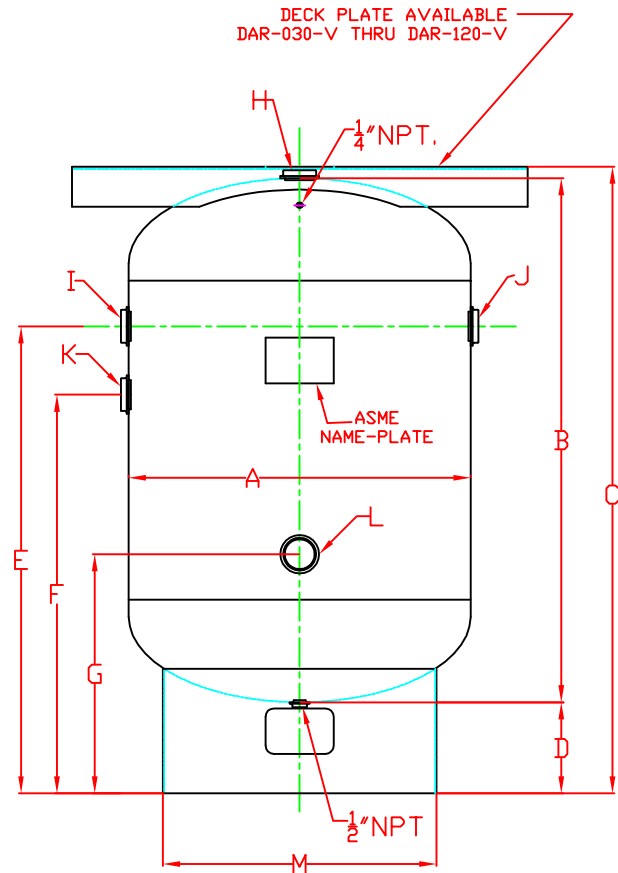 DECK PLATE AVAILABLE
DAR-030-V THRU DAR-120-V
H
1/4"NPT.
I
J
K
ASME
NAME-PLATE
B
A
C
L
E
F
G
D
1/2"NPT
M